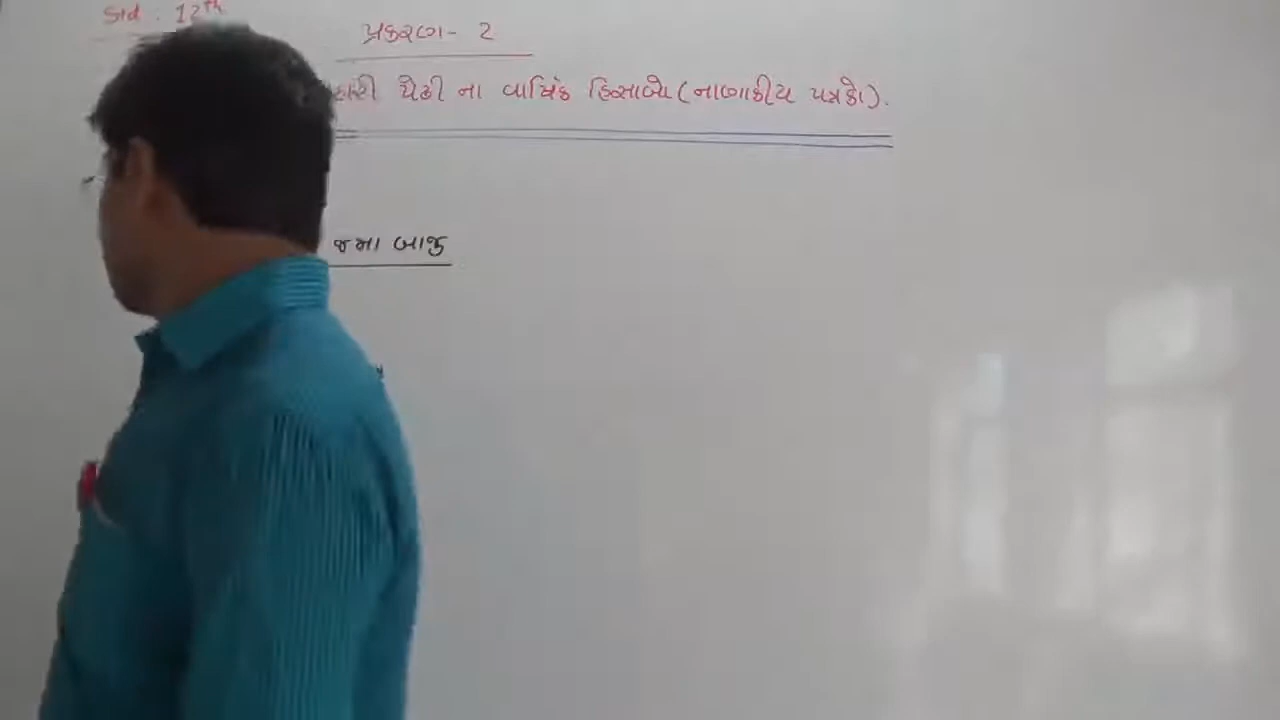 Std : 12th
પ્રકરણ - 2
પેઢી ના વાર્ષિક હિસાબો (નાણાકીય પત્રકો).
જમા બાજુ